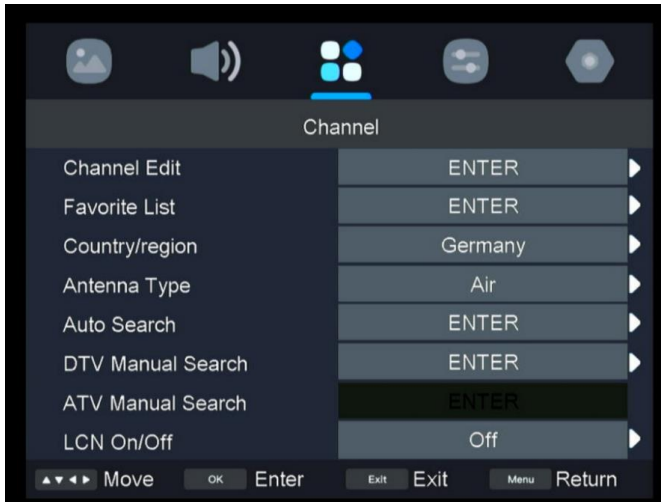 Channel
Channel Edit ENTER
Favorite List ENTER
Country/region Germany
Antenna Type Air
Auto Search ENTER
DTV Manual Search ENTER
ATV Manual Search ENTER
LCN On/Off Off
Move OK Enter Exit Exit Menu Return